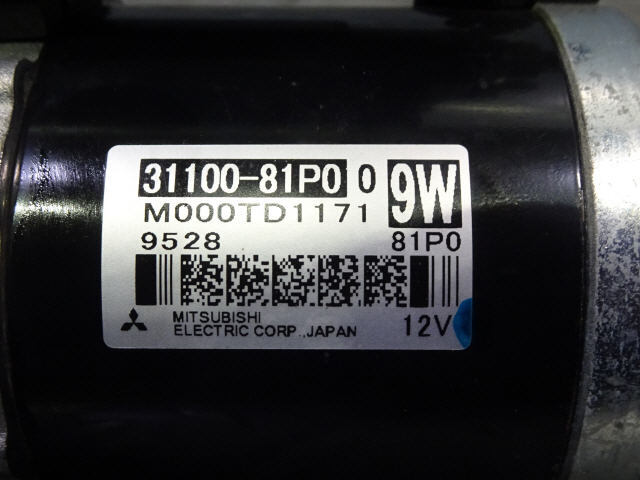 31100-81P0 0 9W
M000TD1171
9528 81P0
MITSUBISHI
ELECTRIC CORP.,JAPAN 12V